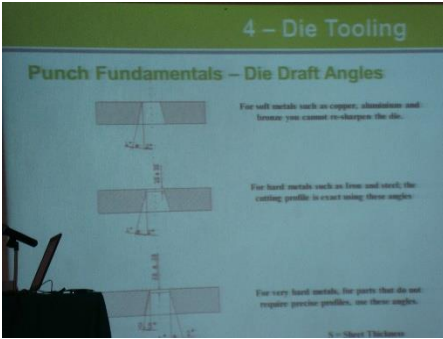 4 – Die Tooling
Punch Fundamentals – Die Draft Angles
For soft metals such as copper, aluminium and
bronze you cannot re-sharpen the die.
For hard metals such as Iron and steel; the
cutting profile is exact using these angles
For very hard metals, for parts that do not
require precise profiles, use these angles.
S = Sheet Thickness